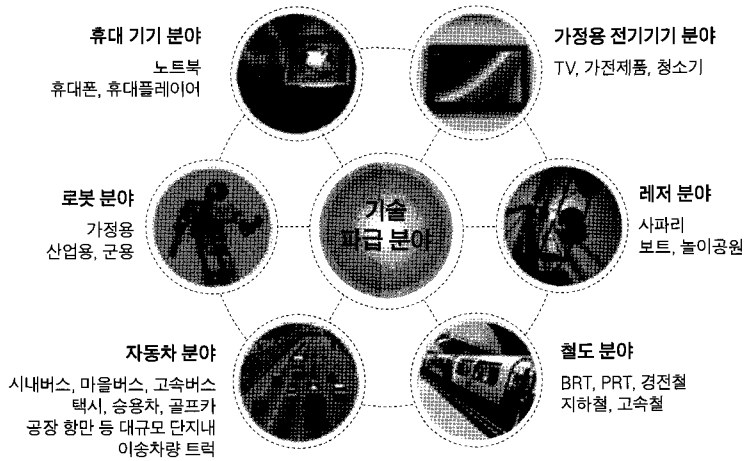 휴대 기기 분야
노트북
휴대폰, 휴대플레이어
가정용 전기기기 분야
TV, 가전제품, 청소기
로봇 분야
가정용
산업용, 군용
기술
파급 분야
레저 분야
사파리
보트, 놀이공원
자동차 분야
시내버스, 마을버스, 고속버스
택시, 승용차, 골프카
공장 항만 등 대규모 단지내
이송차량 트럭
철도 분야
BRT, PRT, 경전철
지하철, 고속철